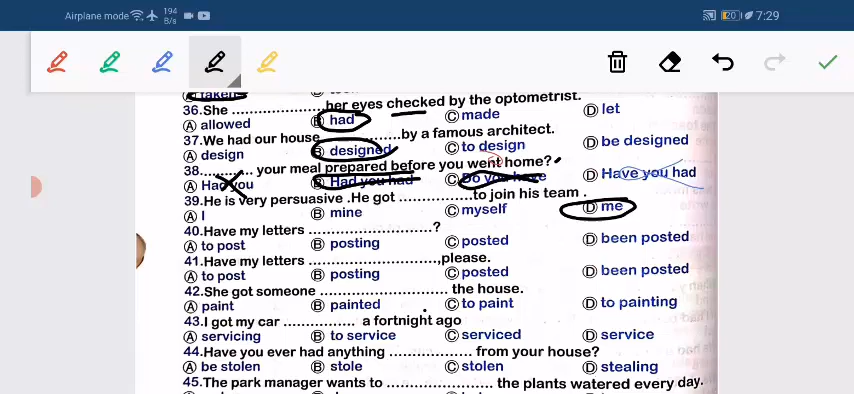 Airplane mode 194 B/s 20 7:29
Ⓐ taken
36.She ........................her eyes checked by the optometrist.
Ⓐ allowed Ⓑ had Ⓒ made Ⓓ let
37.We had our house ....................by a famous architect.
Ⓐ design Ⓑ designed Ⓒ to design Ⓓ be designed
38.................... your meal prepared before you went home?
Ⓐ Had you Ⓑ Had you had Ⓒ Do you have Ⓓ Have you had
39.He is very persuasive .He got ...................to join his team .
Ⓐ I Ⓑ mine Ⓒ myself Ⓓ me
40.Have my letters ................................?
Ⓐ to post Ⓑ posting Ⓒ posted Ⓓ been posted
41.Have my letters .................................,please.
Ⓐ to post Ⓑ posting Ⓒ posted Ⓓ been posted
42.She got someone ................................. the house.
Ⓐ paint Ⓑ painted Ⓒ to paint Ⓓ to painting
43.I got my car .................. a fortnight ago
Ⓐ servicing Ⓑ to service Ⓒ serviced Ⓓ service
44.Have you ever had anything ..................... from your house?
Ⓐ be stolen Ⓑ stole Ⓒ stolen Ⓓ stealing
45.The park manager wants to ........................... the plants watered every day.